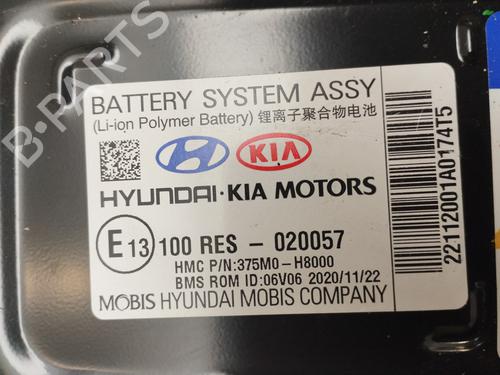 BATTERY SYSTEM ASSY
(Li-ion Polymer Battery) 锂离子聚合物电池
KIA
HYUNDAI · KIA MOTORS
E13 100 RES - 020057
HMC P/N:375M0-H8000
BMS ROM ID:06V06 2020/11/22
MOBIS HYUNDAI MOBIS COMPANY
22112001A0174T5
B-PARTS